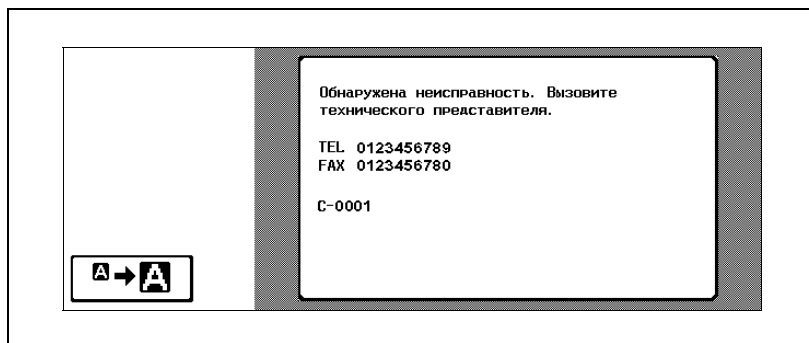 Обнаружена неисправность. Вызовите
технического представителя.
TEL 0123456789
FAX 0123456780
C-0001
A A